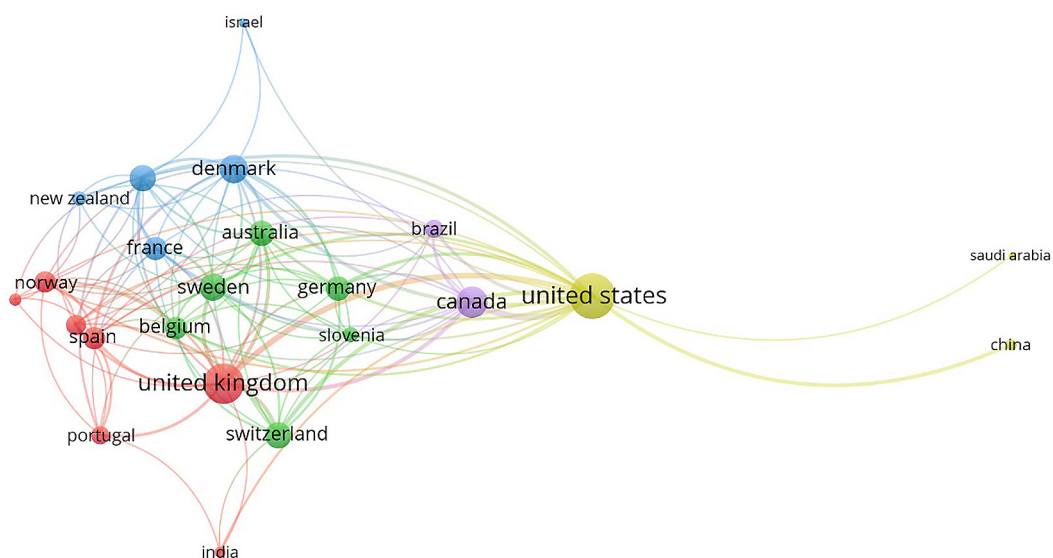 israel
denmark
new zealand
australia
brazil
france
saudi arabia
norway
sweden
germany
canada
united states
belgium
slovenia
spain
china
united kingdom
portugal
switzerland
india